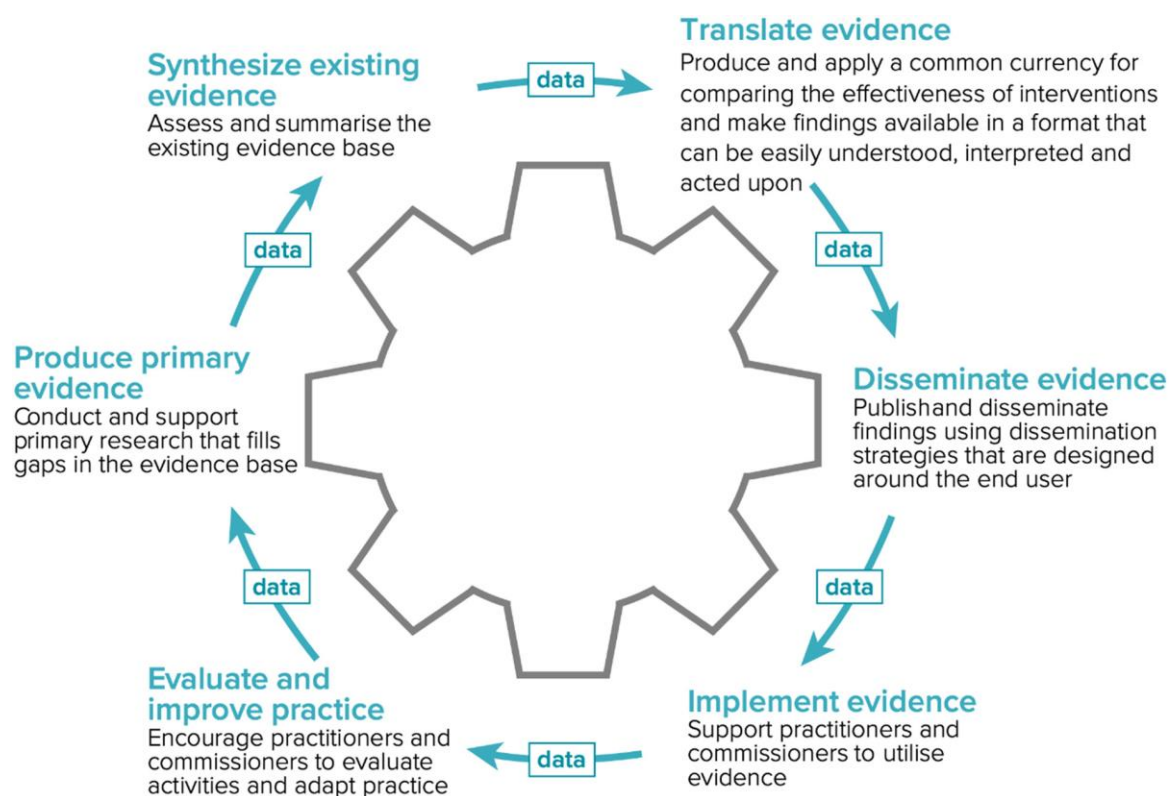 Synthesize existing
evidence
Assess and summarise the
existing evidence base
data
Translate evidence
Produce and apply a common currency for
comparing the effectiveness of interventions
and make findings available in a format that
can be easily understood, interpreted and
acted upon
data
Disseminate evidence
Publishand disseminate
findings using dissemination
strategies that are designed
around the end user
data
Implement evidence
Support practitioners and
commissioners to utilise
evidence
data
Evaluate and
improve practice
Encourage practitioners and
commissioners to evaluate
activities and adapt practice
data
Produce primary
evidence
Conduct and support
primary research that fills
gaps in the evidence base
data